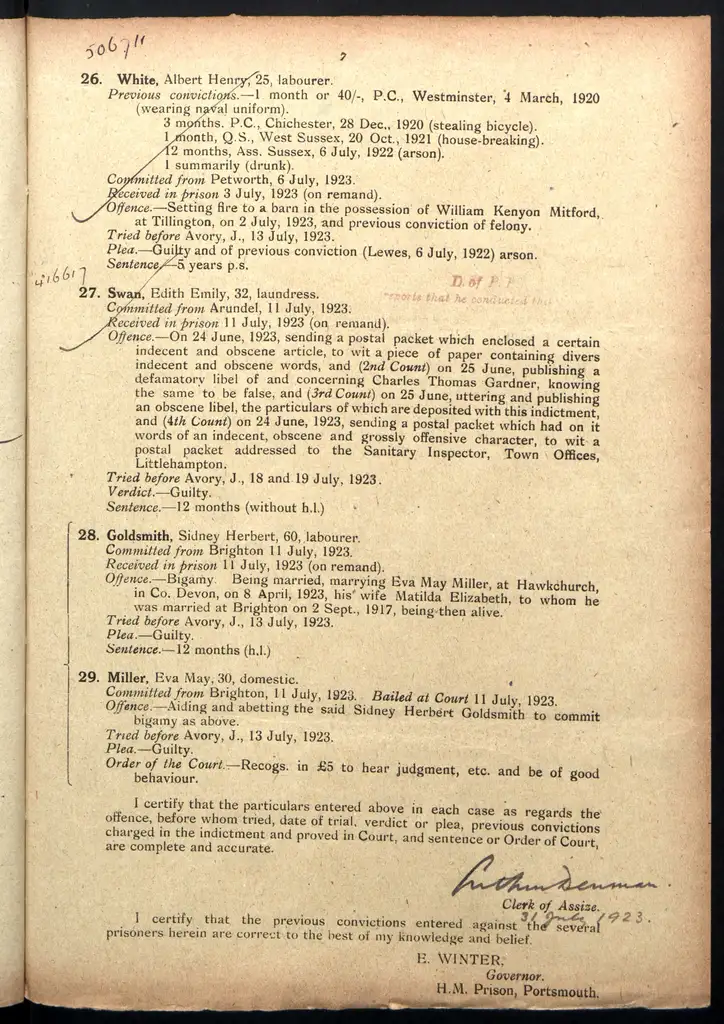 506711
7
26. White, Albert Henry, 25, labourer.
Previous convictions.—1 month or 40/-, P.C., Westminster, 4 March, 1920
(wearing naval uniform).
3 months. P.C., Chichester, 28 Dec., 1920 (stealing bicycle).
1 month, Q.S., West Sussex, 20 Oct., 1921 (house-breaking).
12 months, Ass. Sussex, 6 July, 1922 (arson).
1 summarily (drunk).
Committed from Petworth, 6 July, 1923.
Received in prison 3 July, 1923 (on remand).
Offence.—Setting fire to a barn in the possession of William Kenyon Mitford,
at Tillington, on 2 July, 1923, and previous conviction of felony.
Tried before Avory, J., 13 July, 1923.
Plea.—Guilty and of previous conviction (Lewes, 6 July, 1922) arson.
Sentence.—5 years p.s.
416617
D. of P. P.
reports that he conducted this
27. Swan, Edith Emily, 32, laundress.
Committed from Arundel, 11 July, 1923.
Received in prison 11 July, 1923 (on remand).
Offence.—On 24 June, 1923, sending a postal packet which enclosed a certain
indecent and obscene article, to wit a piece of paper containing divers
indecent and obscene words, and (2nd Count) on 25 June, publishing a
defamatory libel of and concerning Charles Thomas Gardner, knowing
the same to be false, and (3rd Count) on 25 June, uttering and publishing
an obscene libel, the particulars of which are deposited with this indictment,
and (4th Count) on 24 June, 1923, sending a postal packet which had on it
words of an indecent, obscene and grossly offensive character, to wit a
postal packet addressed to the Sanitary Inspector, Town Offices,
Littlehampton.
Tried before Avory, J., 18 and 19 July, 1923.
Verdict.—Guilty.
Sentence.—12 months (without h.l.)
28. Goldsmith, Sidney Herbert, 60, labourer.
Committed from Brighton 11 July, 1923.
Received in prison 11 July, 1923 (on remand).
Offence.—Bigamy. Being married, marrying Eva May Miller, at Hawkchurch,
in Co. Devon, on 8 April, 1923, his wife Matilda Elizabeth, to whom he
was married at Brighton on 2 Sept., 1917, being then alive.
Tried before Avory, J., 13 July, 1923.
Plea.—Guilty.
Sentence.—12 months (h.l.)
29. Miller, Eva May, 30, domestic.
Committed from Brighton, 11 July, 1923. Bailed at Court 11 July, 1923.
Offence.—Aiding and abetting the said Sidney Herbert Goldsmith to commit
bigamy as above.
Tried before Avory, J., 13 July, 1923.
Plea.—Guilty.
Order of the Court.—Recogs. in £5 to hear judgment, etc. and be of good
behaviour.
I certify that the particulars entered above in each case as regards the
offence, before whom tried, date of trial, verdict or plea, previous convictions
charged in the indictment and proved in Court, and sentence or Order of Court,
are complete and accurate.
Arthur Denman.
Clerk of Assize.
31 July 1923.
I certify that the previous convictions entered against the several
prisoners herein are correct to the best of my knowledge and belief.
E. WINTER,
Governor.
H.M. Prison, Portsmouth.